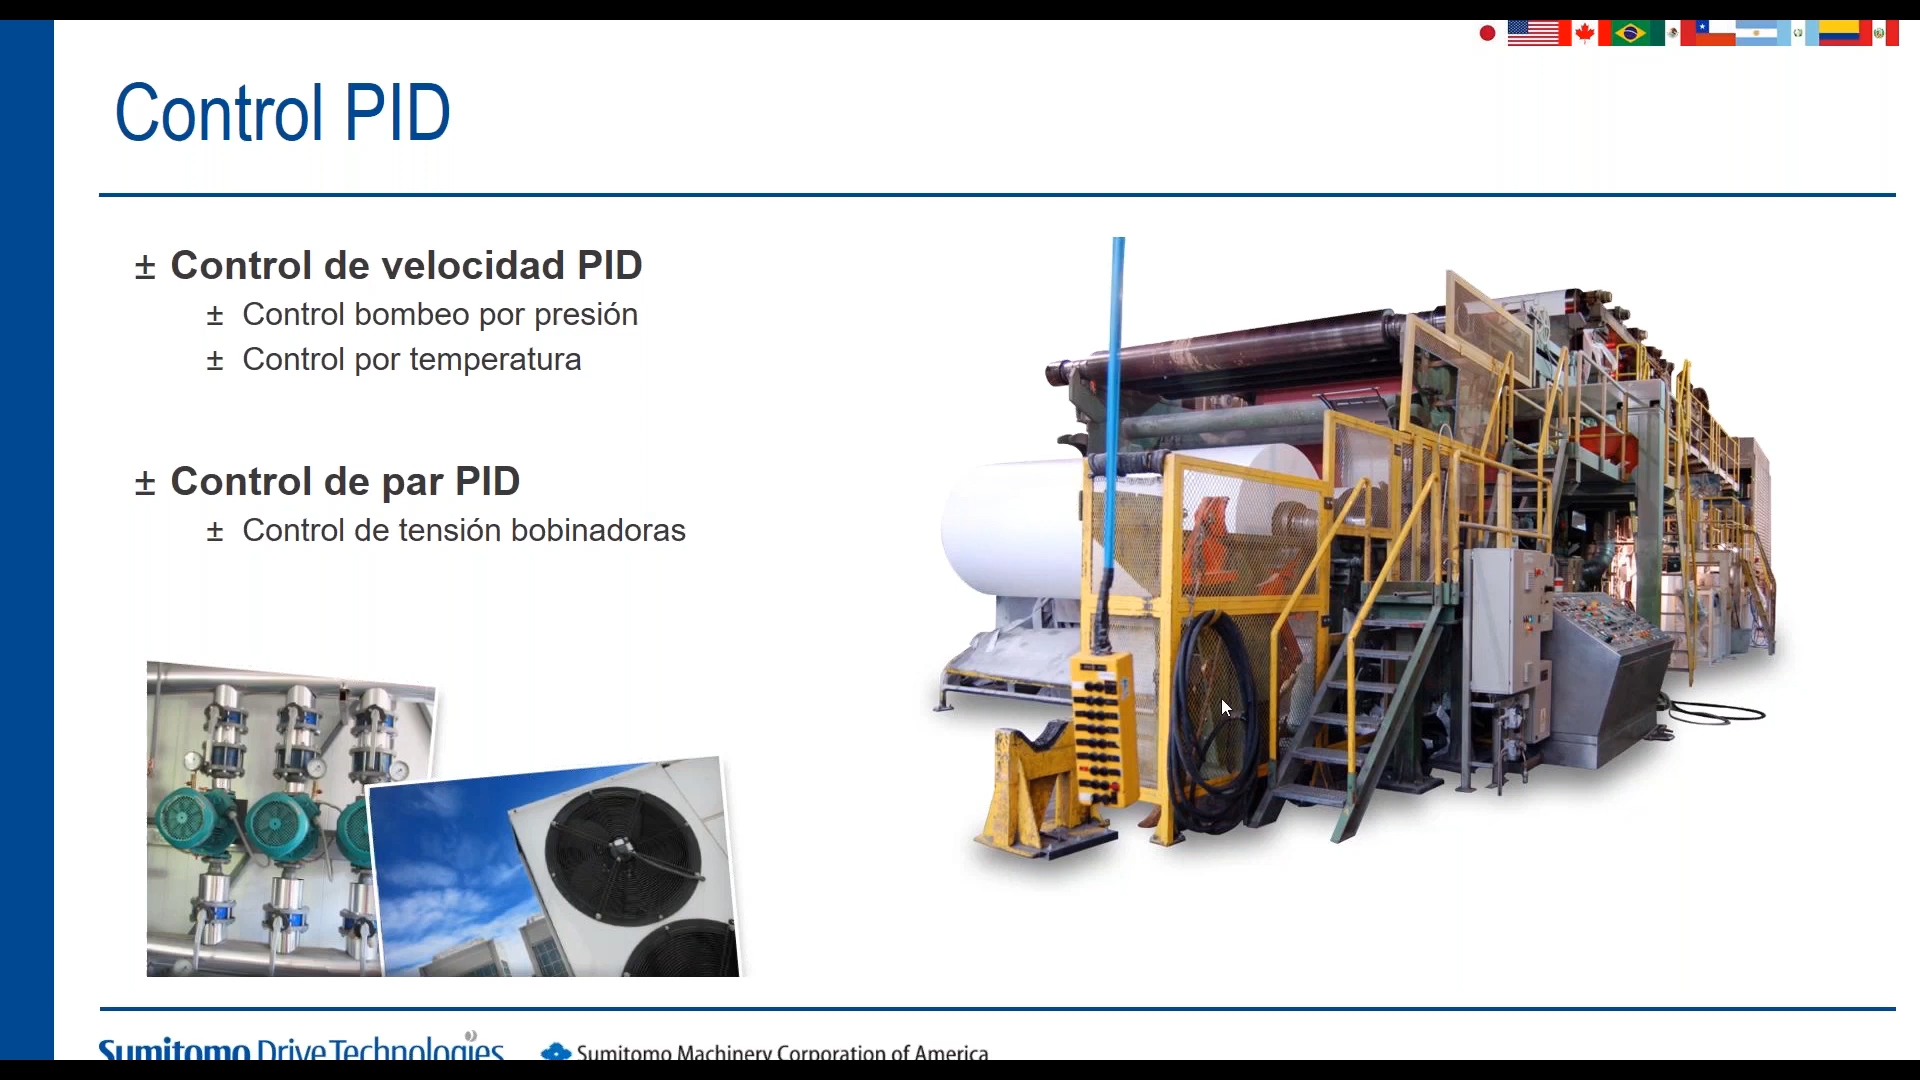 Control PID
± Control de velocidad PID
± Control bombeo por presión
± Control por temperatura
± Control de par PID
± Control de tensión bobinadoras
Sumitomo Drive Technologies
Sumitomo Machinery Corporation of America